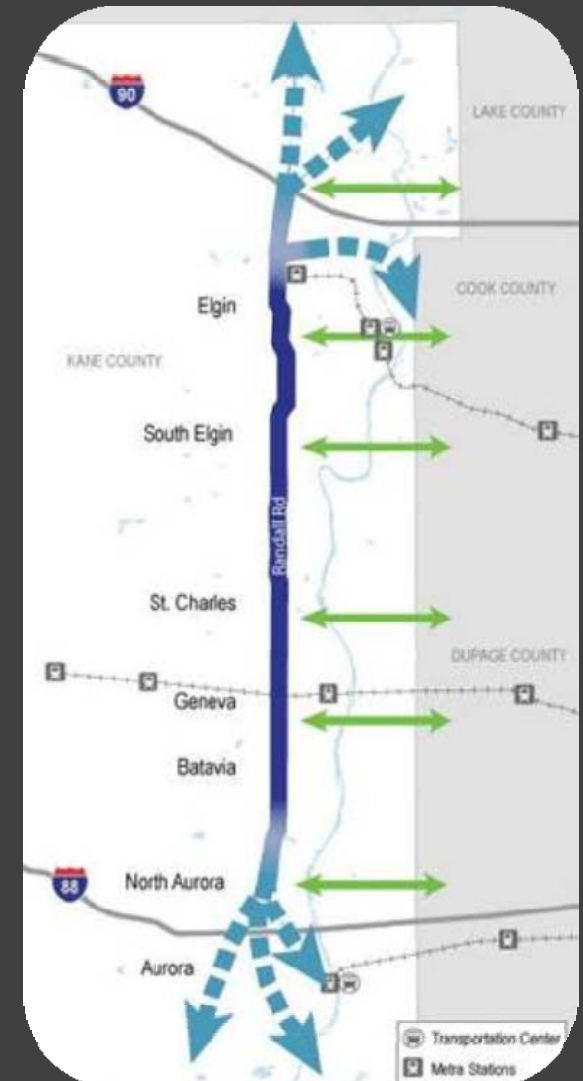 90
LAKE COUNTY
COOK COUNTY
Elgin
KANE COUNTY
South Elgin
Randall Rd
St. Charles
DUPAGE COUNTY
Geneva
Batavia
North Aurora
88
Aurora
Transportation Center
Metra Stations